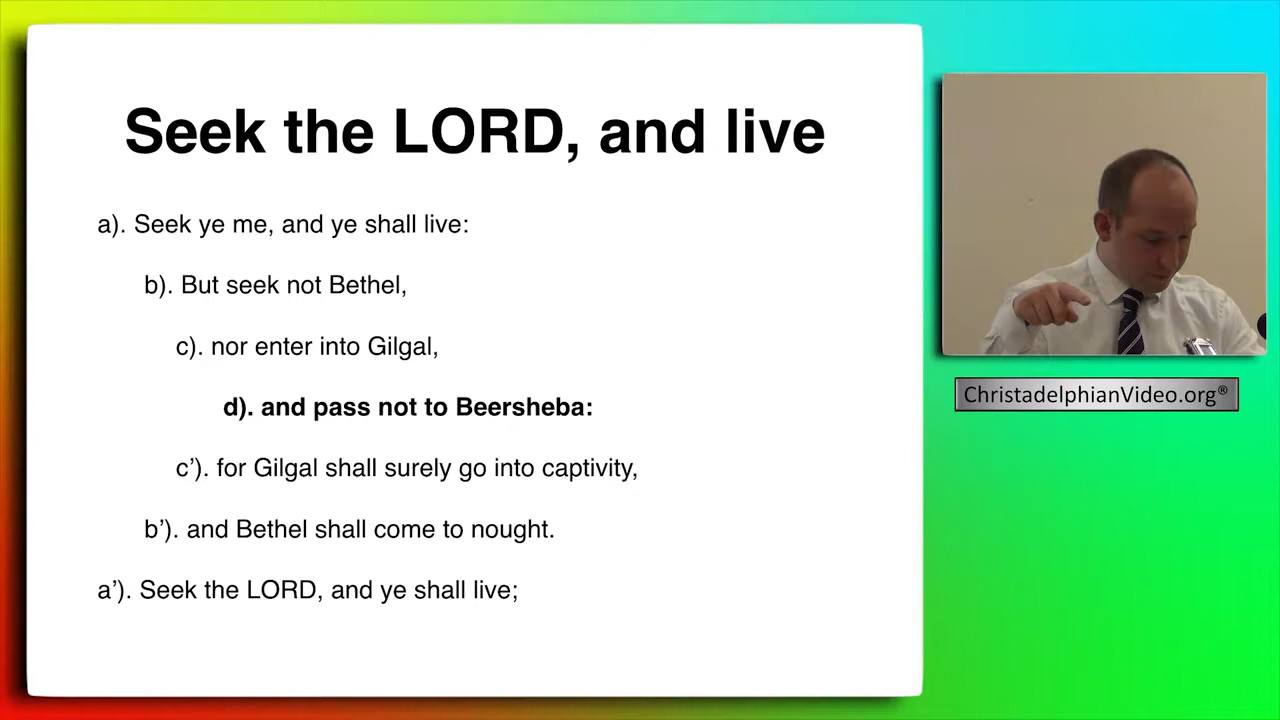 Seek the LORD, and live
a). Seek ye me, and ye shall live:
b). But seek not Bethel,
c). nor enter into Gilgal,
d). and pass not to Beersheba:
c’). for Gilgal shall surely go into captivity,
b’). and Bethel shall come to nought.
a’). Seek the LORD, and ye shall live;
ChristadelphianVideo.org®